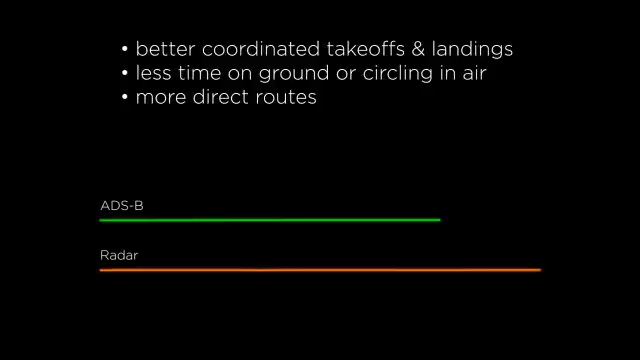 • better coordinated takeoffs & landings
• less time on ground or circling in air
• more direct routes
ADS-B
Radar